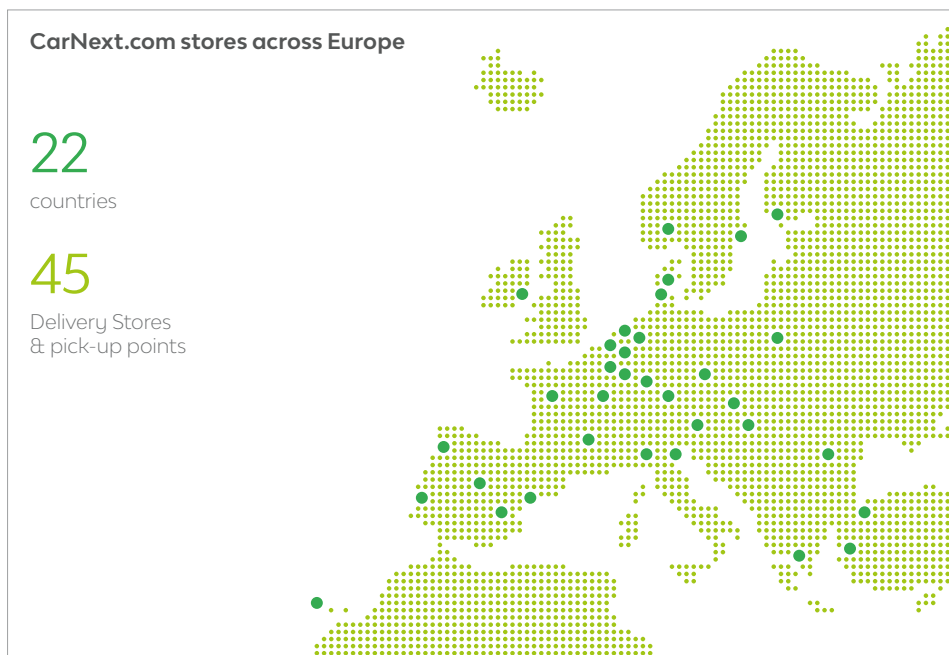 CarNext.com stores across Europe
22
countries
45
Delivery Stores
& pick-up points